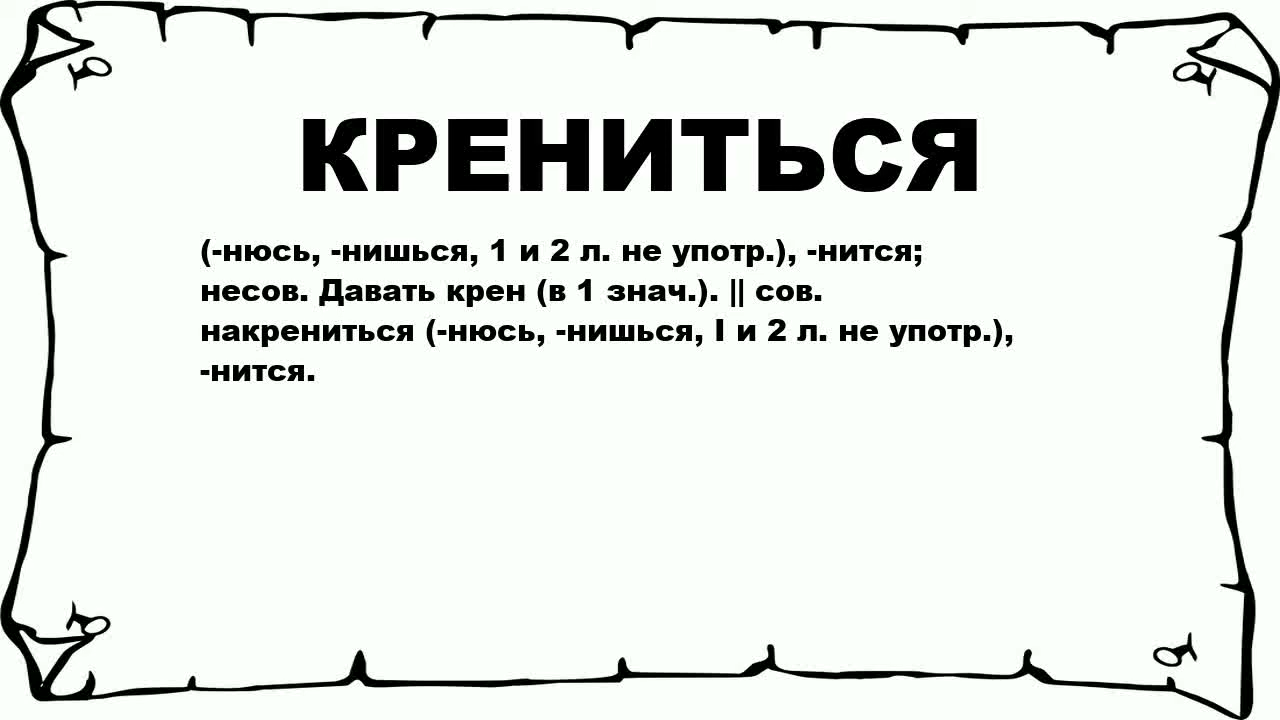 КРЕНИТЬСЯ
(-нюсь, -нишься, 1 и 2 л. не употр.), -нится;
несов. Давать крен (в 1 знач.). || сов.
накрениться (-нюсь, -нишься, I и 2 л. не употр.),
-нится.